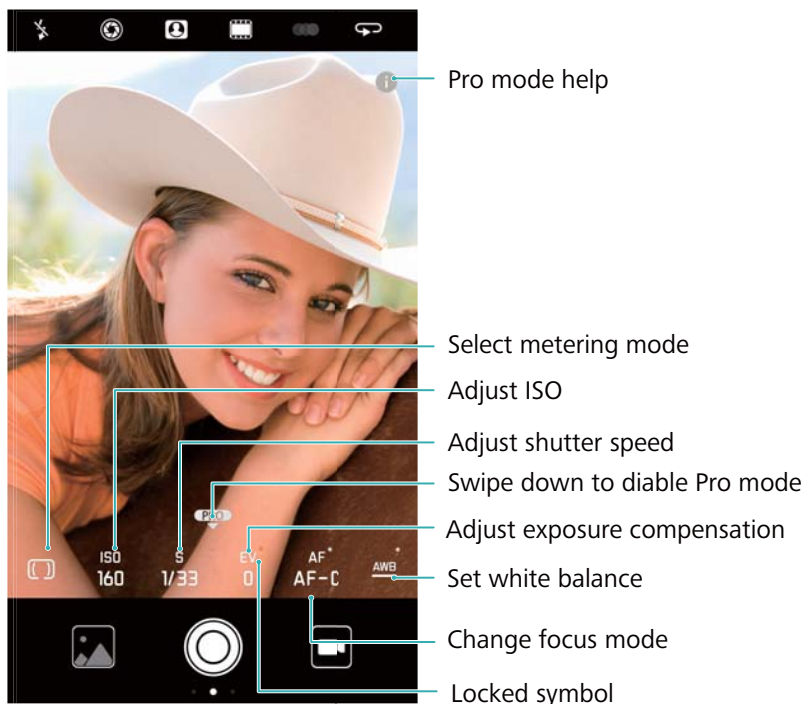 Pro mode help
Select metering mode
Adjust ISO
Adjust shutter speed
Swipe down to diable Pro mode
PRO
Adjust exposure compensation
ISO S EV AF
160 1/33 0 AF-C AWB
Set white balance
Change focus mode
Locked symbol